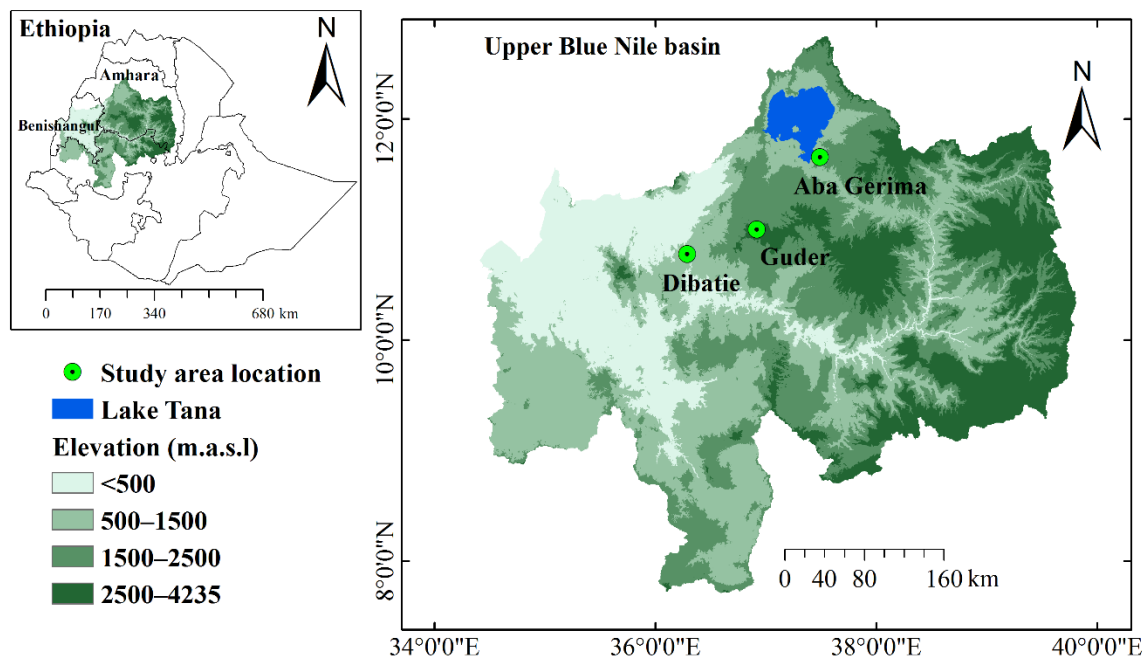 Ethiopia
N
Amhara
Benishangul
0 170 340 680 km
Study area location
Lake Tana
Elevation (m.a.s.l)
<500
500–1500
1500–2500
2500–4235
Upper Blue Nile basin
N
Aba Gerima
Guder
Dibatie
0 40 80 160 km
12°0'0"N
10°0'0"N
8°0'0"N
34°0'0"E 36°0'0"E 38°0'0"E 40°0'0"E